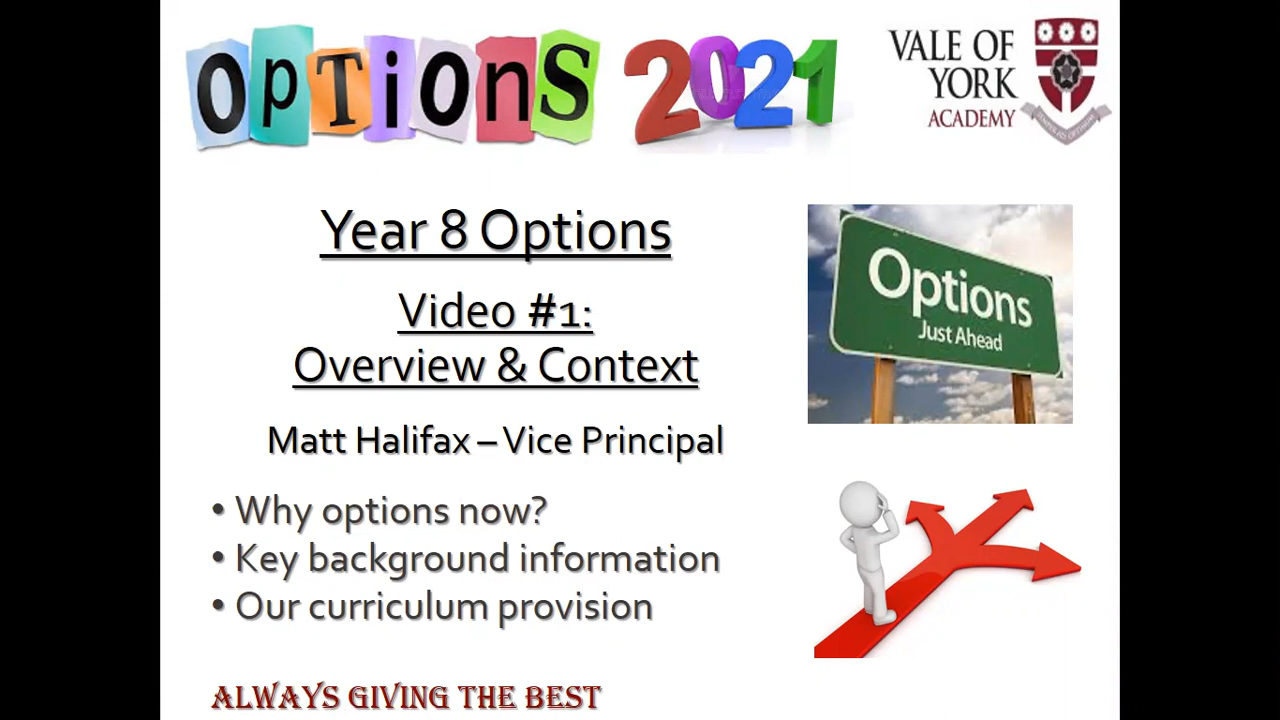 OpTiOnS 2021
VALE OF
YORK
ACADEMY
Year 8 Options
Video #1:
Overview & Context
Matt Halifax – Vice Principal
• Why options now?
• Key background information
• Our curriculum provision
Options
Just Ahead
ALWAYS GIVING THE BEST